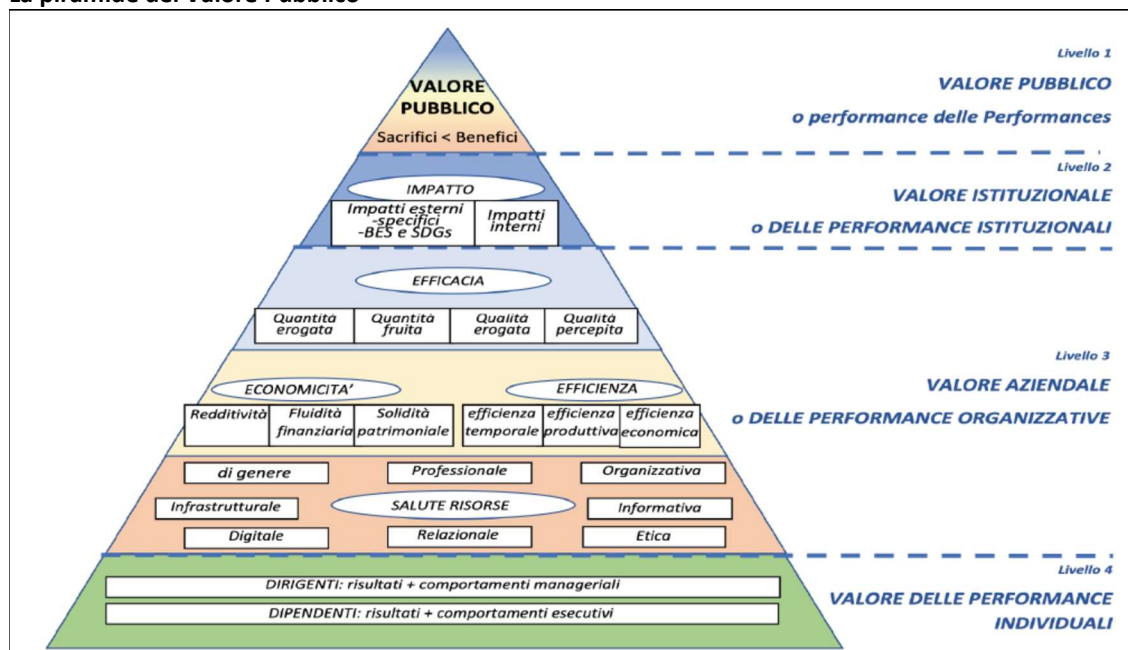 La piramide del Valore Pubblico
Livello 1
VALORE PUBBLICO
o performance delle Performances
VALORE
PUBBLICO
Sacrifici < Benefici
Livello 2
VALORE ISTITUZIONALE
o DELLE PERFORMANCE ISTITUZIONALI
IMPATTO
Impatti esterni
-specifici
-BES e SDGs
Impatti
interni
EFFICACIA
Quantità
erogata
Quantità
fruita
Qualità
erogata
Qualità
percepita
Livello 3
VALORE AZIENDALE
o DELLE PERFORMANCE ORGANIZZATIVE
ECONOMICITA'
EFFICIENZA
Redditività
Fluidità
finanziaria
Solidità
patrimoniale
efficienza
temporale
efficienza
produttiva
efficienza
economica
di genere
Professionale
Organizzativa
Infrastrutturale
SALUTE RISORSE
Informativa
Digitale
Relazionale
Etica
Livello 4
VALORE DELLE PERFORMANCE
INDIVIDUALI
DIRIGENTI: risultati + comportamenti manageriali
DIPENDENTI: risultati + comportamenti esecutivi